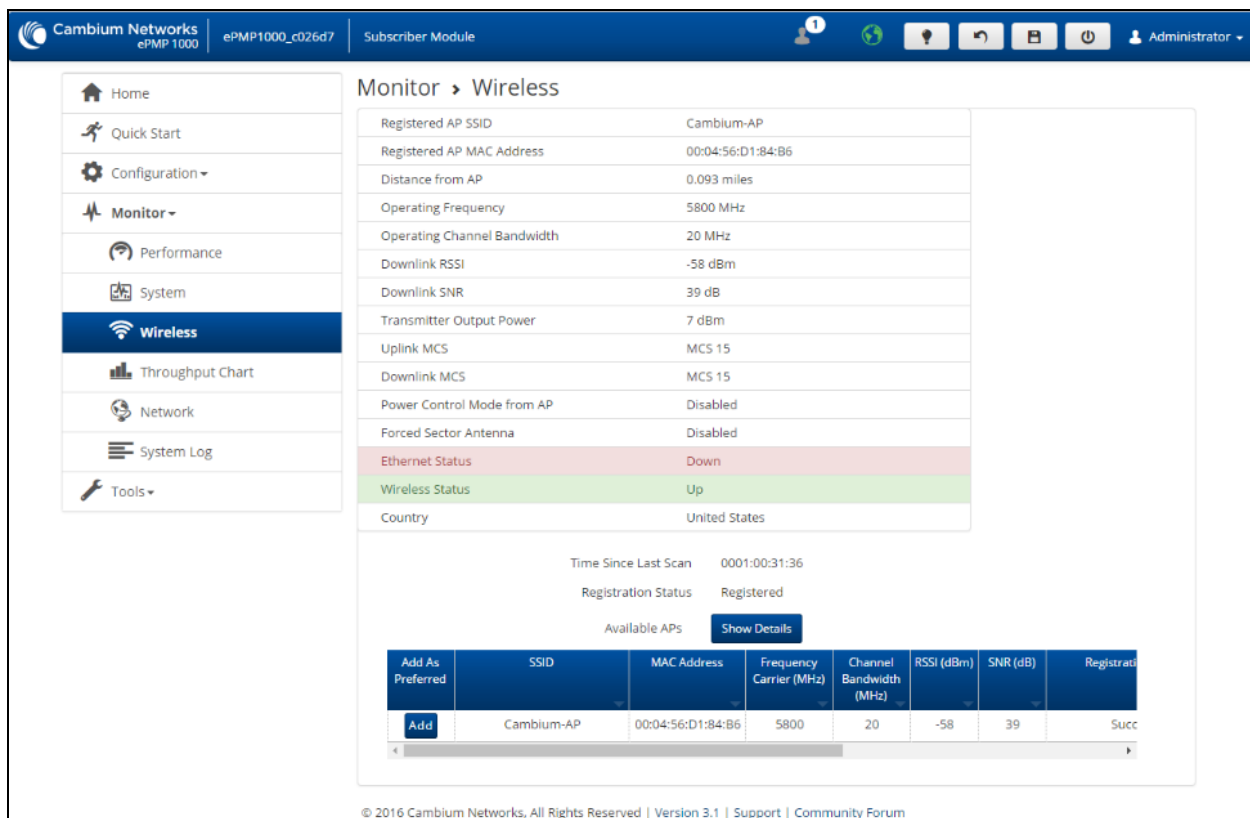 Cambium Networks
ePMP 1000
ePMP1000_c026d7
Subscriber Module
1
Administrator
Home
Quick Start
Configuration
Monitor
Performance
System
Wireless
Throughput Chart
Network
System Log
Tools
Monitor › Wireless
Registered AP SSID Cambium-AP
Registered AP MAC Address 00:04:56:D1:84:B6
Distance from AP 0.093 miles
Operating Frequency 5800 MHz
Operating Channel Bandwidth 20 MHz
Downlink RSSI -58 dBm
Downlink SNR 39 dB
Transmitter Output Power 7 dBm
Uplink MCS MCS 15
Downlink MCS MCS 15
Power Control Mode from AP Disabled
Forced Sector Antenna Disabled
Ethernet Status Down
Wireless Status Up
Country United States
Time Since Last Scan 0001:00:31:36
Registration Status Registered
Available APs Show Details
Add As Preferred SSID MAC Address Frequency Carrier (MHz) Channel Bandwidth (MHz) RSSI (dBm) SNR (dB) Registrati
Add Cambium-AP 00:04:56:D1:84:B6 5800 20 -58 39 Succ
© 2016 Cambium Networks, All Rights Reserved | Version 3.1 | Support | Community Forum